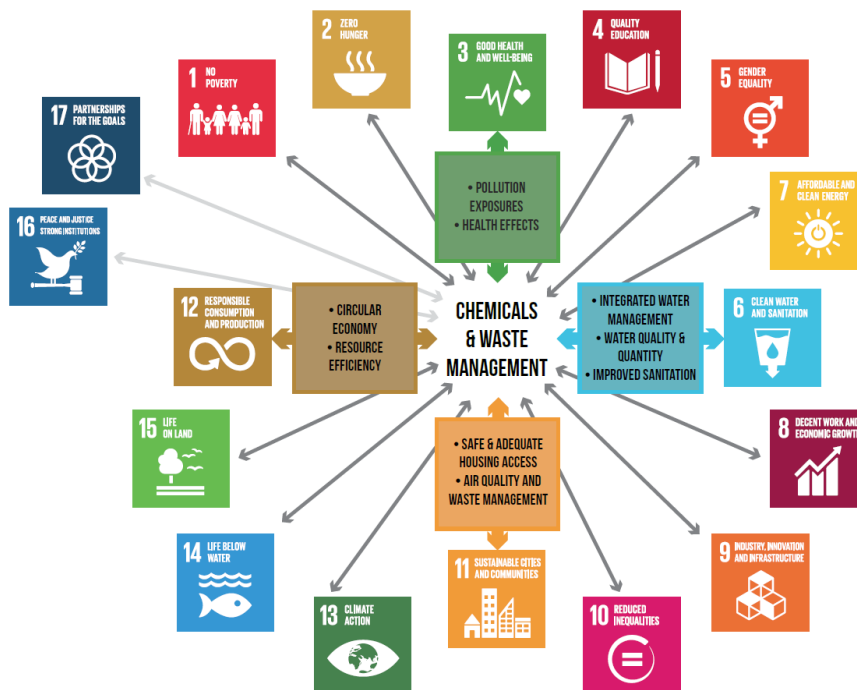 1 NO
POVERTY
2 ZERO
HUNGER
3 GOOD HEALTH
AND WELL-BEING
4 QUALITY
EDUCATION
5 GENDER
EQUALITY
17 PARTNERSHIPS
FOR THE GOALS
7 AFFORDABLE AND
CLEAN ENERGY
• POLLUTION
EXPOSURES
• HEALTH EFFECTS
16 PEACE AND JUSTICE
STRONG INSTITUTIONS
12 RESPONSIBLE
CONSUMPTION
AND PRODUCTION
• CIRCULAR
ECONOMY
• RESOURCE
EFFICIENCY
CHEMICALS
& WASTE
MANAGEMENT
• INTEGRATED WATER
MANAGEMENT
• WATER QUALITY &
QUANTITY
• IMPROVED SANITATION
6 CLEAN WATER
AND SANITATION
15 LIFE
ON LAND
• SAFE & ADEQUATE
HOUSING ACCESS
• AIR QUALITY AND
WASTE MANAGEMENT
8 DECENT WORK AND
ECONOMIC GROWTH
14 LIFE BELOW
WATER
11 SUSTAINABLE CITIES
AND COMMUNITIES
9 INDUSTRY, INNOVATION
AND INFRASTRUCTURE
13 CLIMATE
ACTION
10 REDUCED
INEQUALITIES